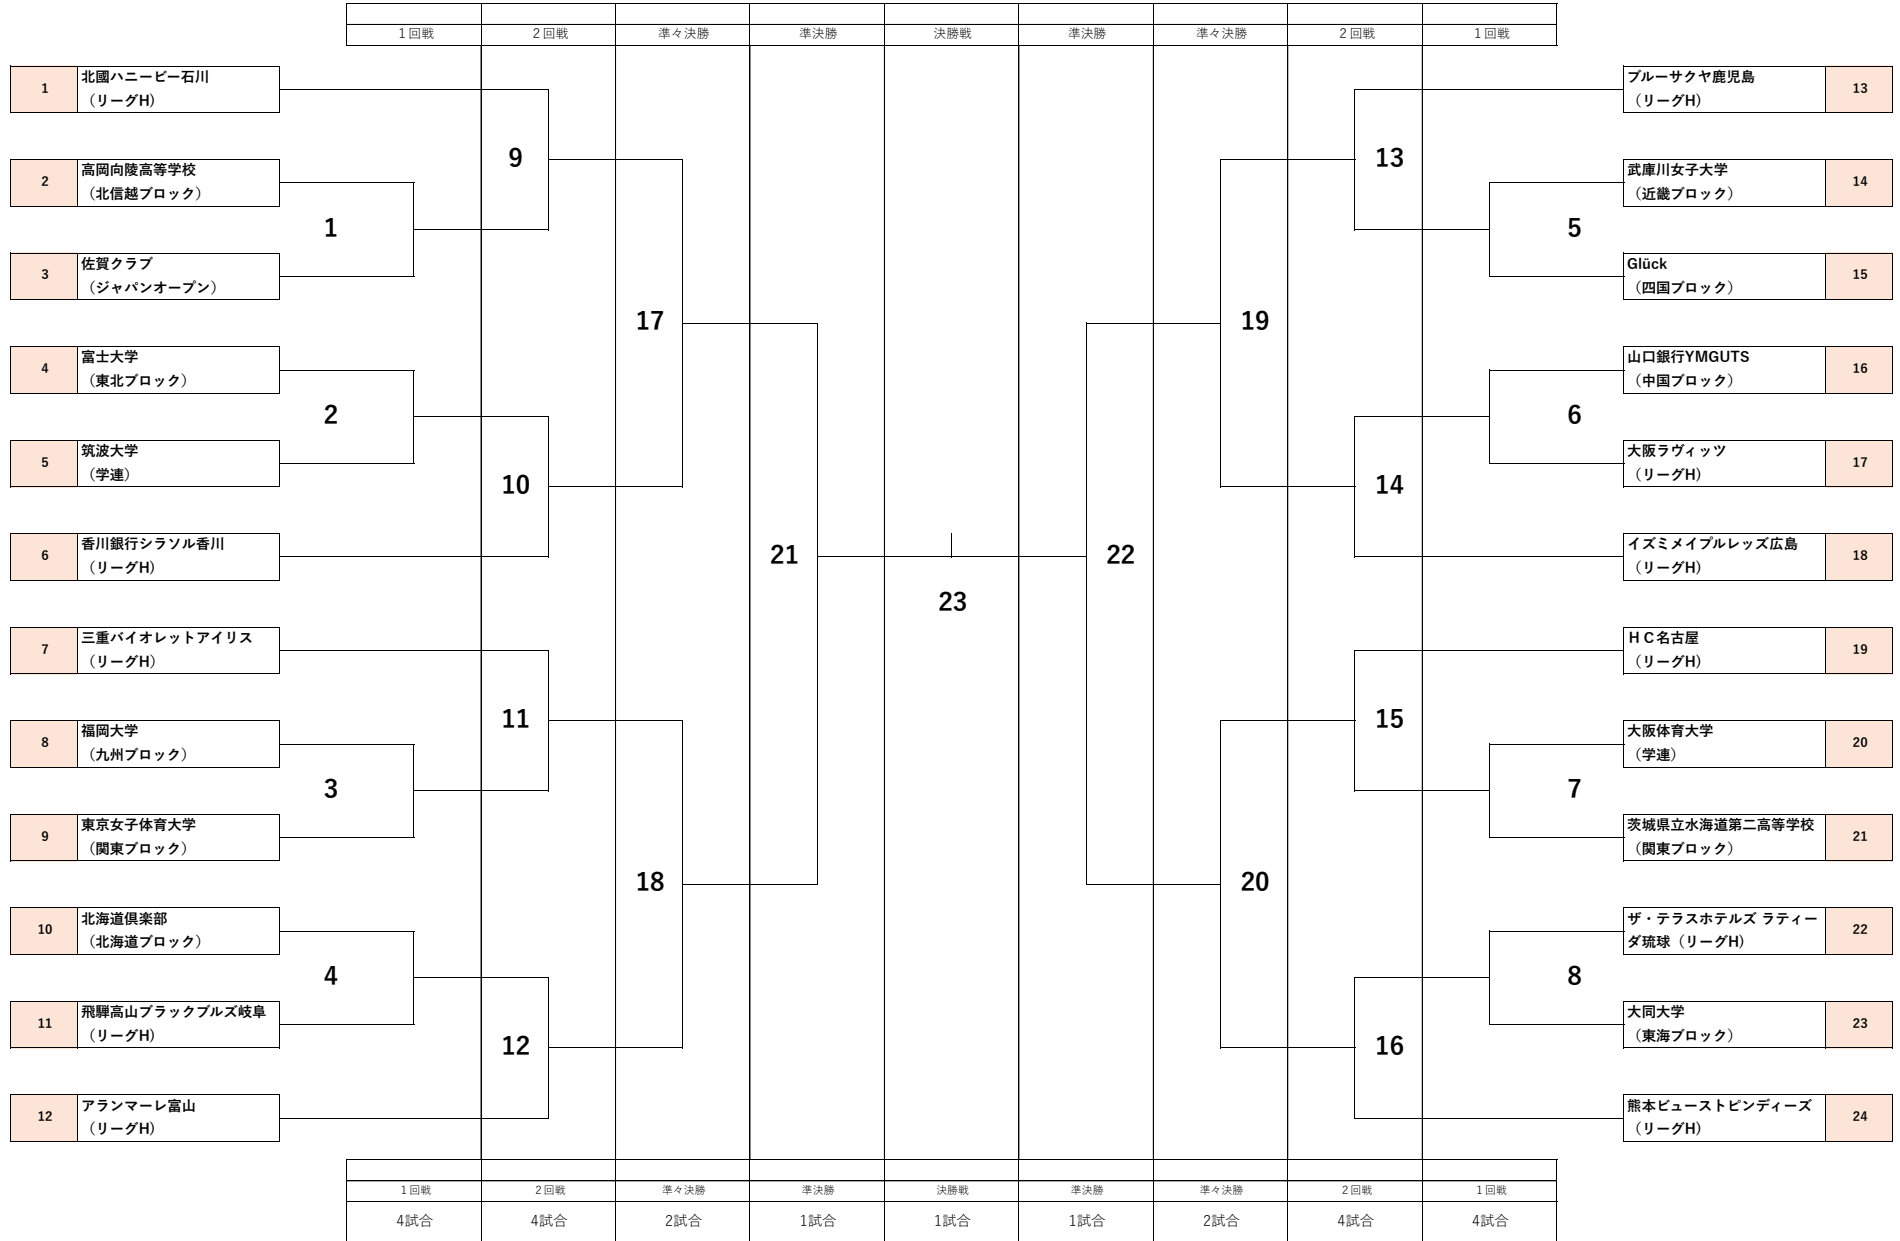 １回戦 ２回戦 準々決勝 準決勝 決勝戦 準決勝 準々決勝 ２回戦 １回戦
1 北國ハニービー石川
（リーグH）
2 高岡向陵高等学校
（北信越ブロック）
3 佐賀クラブ
（ジャパンオープン）
4 富士大学
（東北ブロック）
5 筑波大学
（学連）
6 香川銀行シラソル香川
（リーグH）
7 三重バイオレットアイリス
（リーグH）
8 福岡大学
（九州ブロック）
9 東京女子体育大学
（関東ブロック）
10 北海道倶楽部
（北海道ブロック）
11 飛騨高山ブラックブルズ岐阜
（リーグH）
12 アランマーレ富山
（リーグH）
1
2
3
4
9
10
11
12
17
18
21
23
22
19
20
13
14
15
16
5
6
7
8
ブルーサクヤ鹿児島 13
（リーグH）
武庫川女子大学 14
（近畿ブロック）
Glück 15
（四国ブロック）
山口銀行YMGUTS 16
（中国ブロック）
大阪ラヴィッツ 17
（リーグH）
イズミメイプルレッズ広島 18
（リーグH）
ＨＣ名古屋 19
（リーグH）
大阪体育大学 20
（学連）
茨城県立水海道第二高等学校 21
（関東ブロック）
ザ・テラスホテルズ ラティー 22
ダ琉球（リーグH）
大同大学 23
（東海ブロック）
熊本ビューストピンディーズ 24
（リーグH）
１回戦 ２回戦 準々決勝 準決勝 決勝戦 準決勝 準々決勝 ２回戦 １回戦
4試合 4試合 2試合 1試合 1試合 1試合 2試合 4試合 4試合